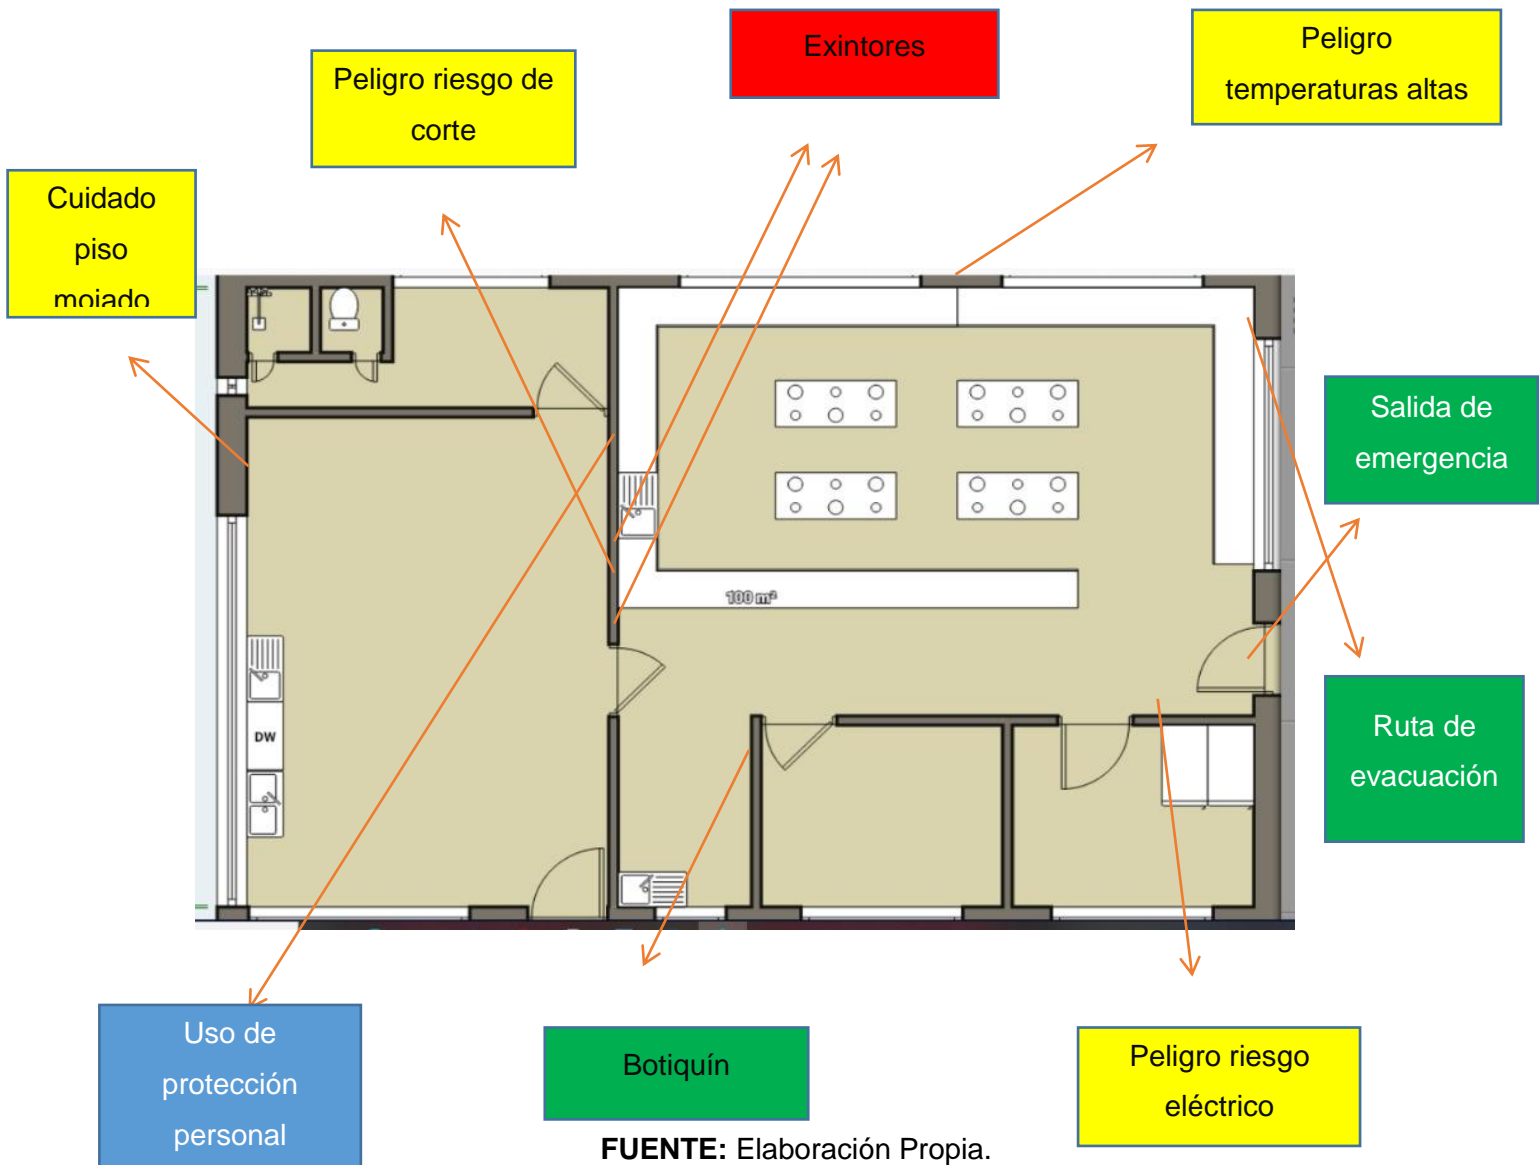 Exintores
Peligro
temperaturas altas
Peligro riesgo de
corte
Cuidado
piso
mojado
Salida de
emergencia
100 m²
Ruta de
evacuación
DW
Uso de
protección
personal
Botiquín
Peligro riesgo
eléctrico
FUENTE: Elaboración Propia.